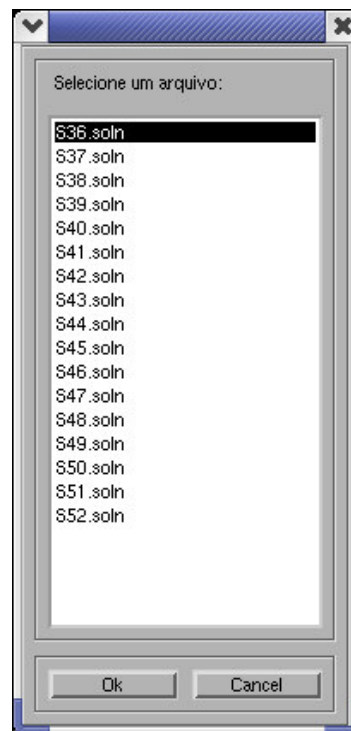 Selecione um arquivo:
S36.soln
S37.soln
S38.soln
S39.soln
S40.soln
S41.soln
S42.soln
S43.soln
S44.soln
S45.soln
S46.soln
S47.soln
S48.soln
S49.soln
S50.soln
S51.soln
S52.soln
Ok Cancel